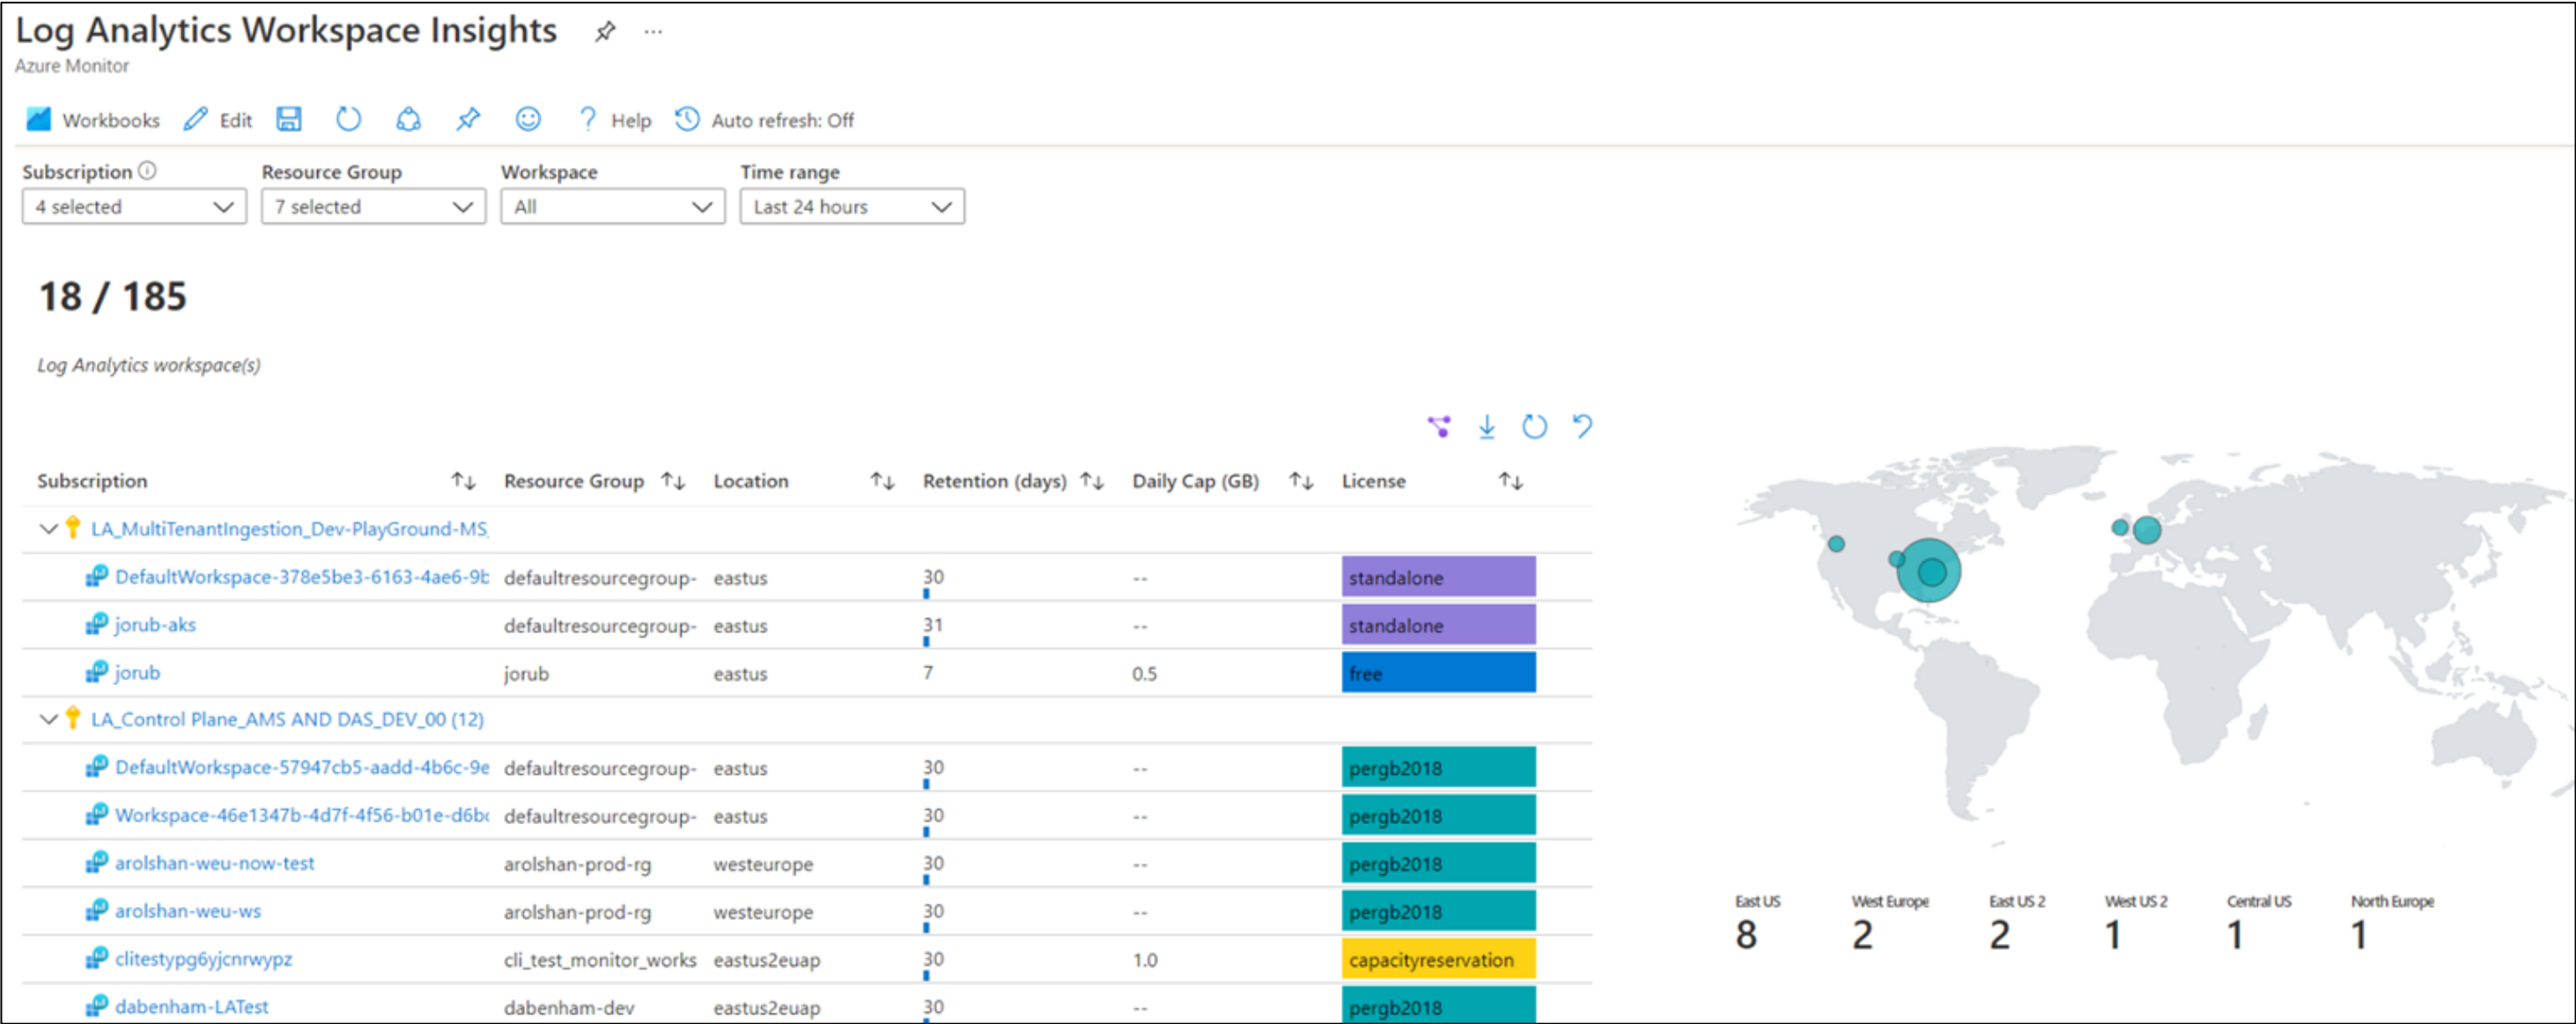 Log Analytics Workspace Insights
Azure Monitor
Workbooks Edit Help Auto refresh: Off
Subscription Resource Group Workspace Time range
4 selected 7 selected All Last 24 hours
18 / 185
Log Analytics workspace(s)
Subscription Resource Group Location Retention (days) Daily Cap (GB) License
LA_MultiTenantIngestion_Dev-PlayGround-MS
DefaultWorkspace-378e5be3-6163-4ae6-9b defaultresourcegroup- eastus 30 -- standalone
jorub-aks defaultresourcegroup- eastus 31 -- standalone
jorub jorub eastus 7 0.5 free
LA_Control Plane_AMS AND DAS_DEV_00 (12)
DefaultWorkspace-57947cb5-aadd-4b6c-9e defaultresourcegroup- eastus 30 -- pergb2018
Workspace-46e1347b-4d7f-4f56-b01e-d6b defaultresourcegroup- eastus 30 -- pergb2018
arolshan-weu-now-test arolshan-prod-rg westeurope 30 -- pergb2018
arolshan-weu-ws arolshan-prod-rg westeurope 30 -- pergb2018
clitestypg6yjcnrwypz cli_test_monitor_works eastus2euap 30 1.0 capacityreservation
dabenham-LATest dabenham-dev eastus2euap 30 -- pergb2018
East US West Europe East US 2 West US 2 Central US North Europe
8 2 2 1 1 1